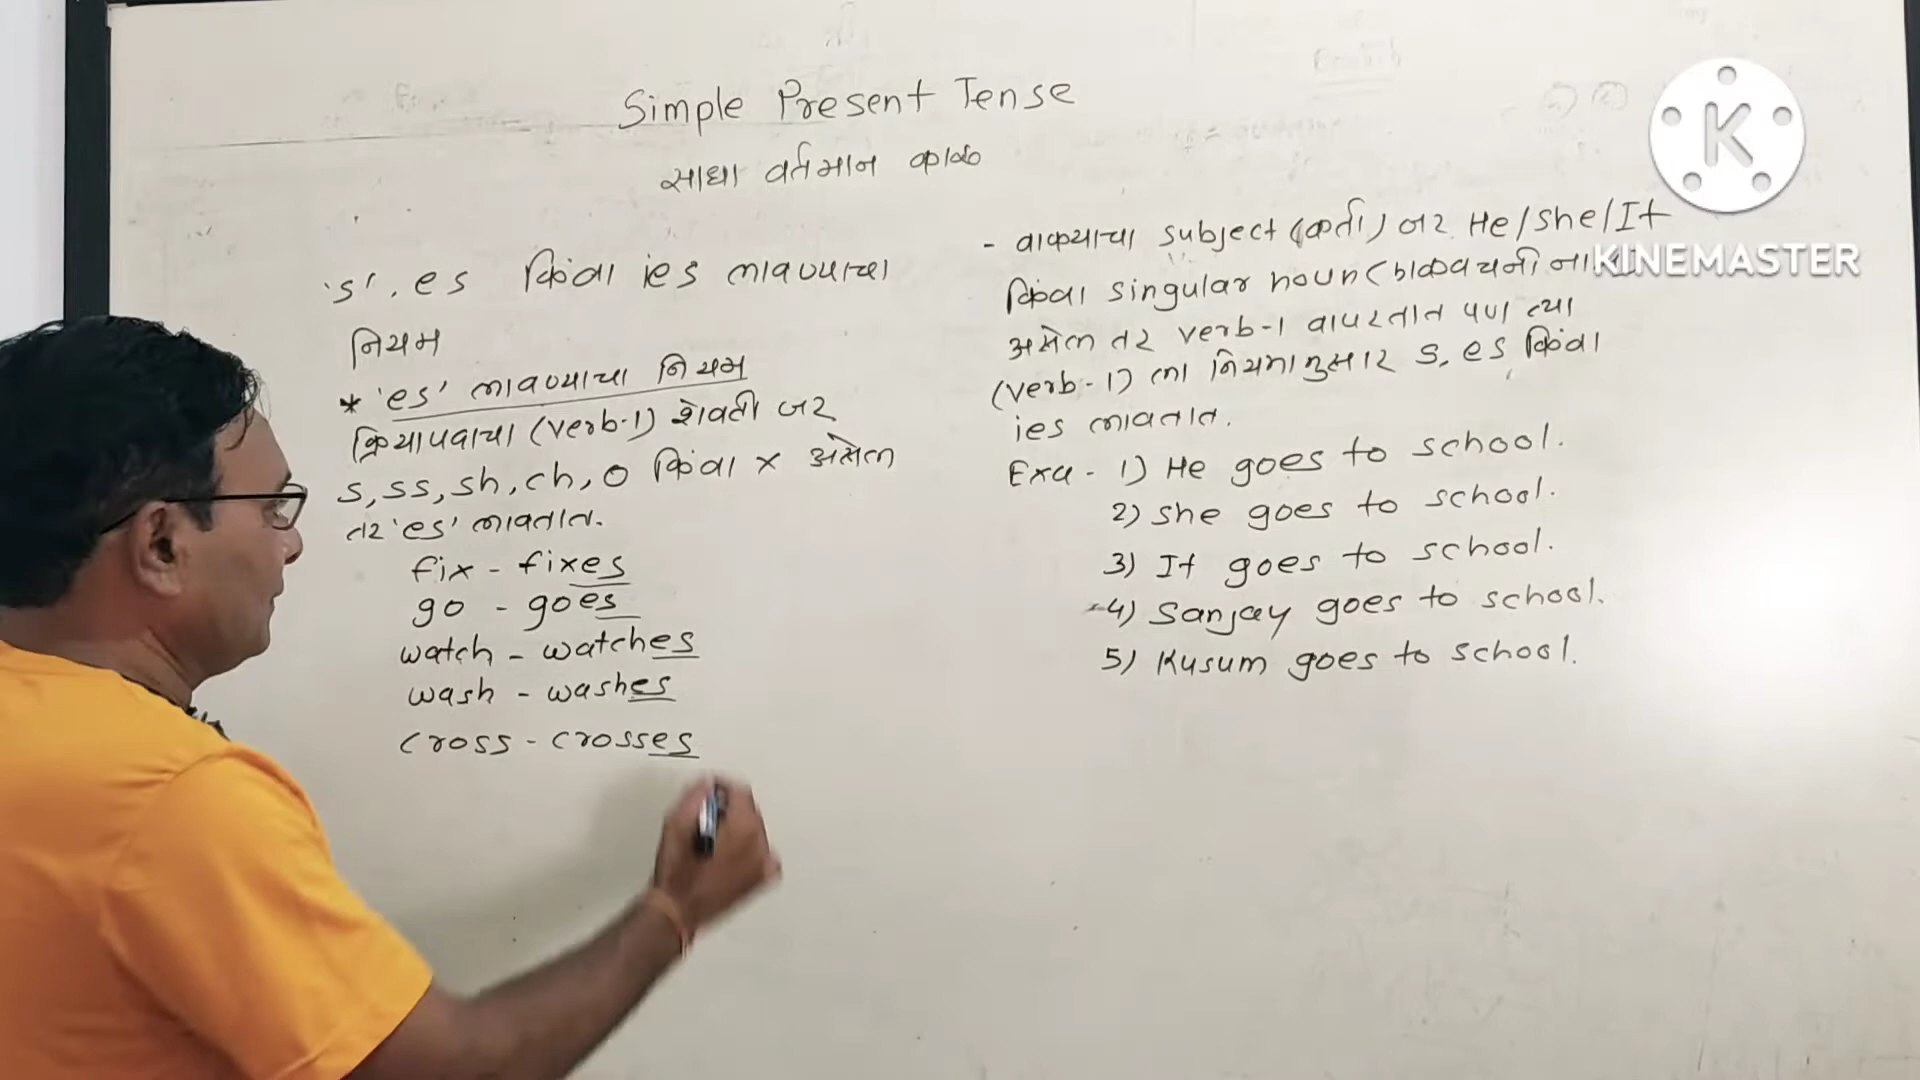 Simple Present Tense
साधा वर्तमान काळ
's', es किंवा ies लावण्याचा
नियम
* 'es' लावण्याचा नियम
क्रियापदाचा (verb-1) शेवटी जर
s, ss, sh, ch, o किंवा x असेल
तर 'es' लावतात.
fix - fixes
go - goes
watch - watches
wash - washes
cross - crosses
- वाक्याचा subject (कर्ता) जर He/she/It
किंवा singular noun (एकवचनी
असेल तर verb-1 वापरतात पण त्या
(verb-1) ला नियमानुसार s, es किंवा
ies लावतात.
Exa - 1) He goes to school.
2) she goes to school.
3) It goes to school.
4) Sanjay goes to school.
5) Kusum goes to school.
K
KINEMASTER